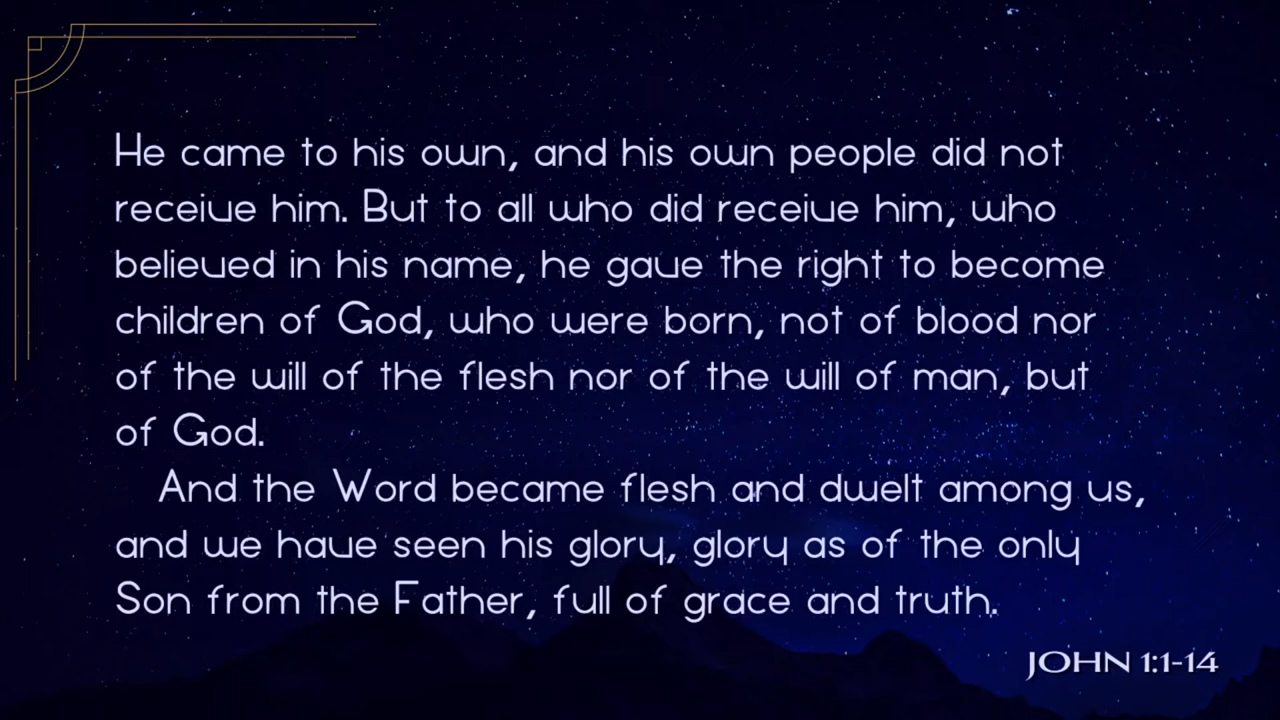 He came to his own, and his own people did not
receive him. But to all who did receive him, who
believed in his name, he gave the right to become
children of God, who were born, not of blood nor
of the will of the flesh nor of the will of man, but
of God.
And the Word became flesh and dwelt among us,
and we have seen his glory, glory as of the only
Son from the Father, full of grace and truth.
JOHN 1:1-14